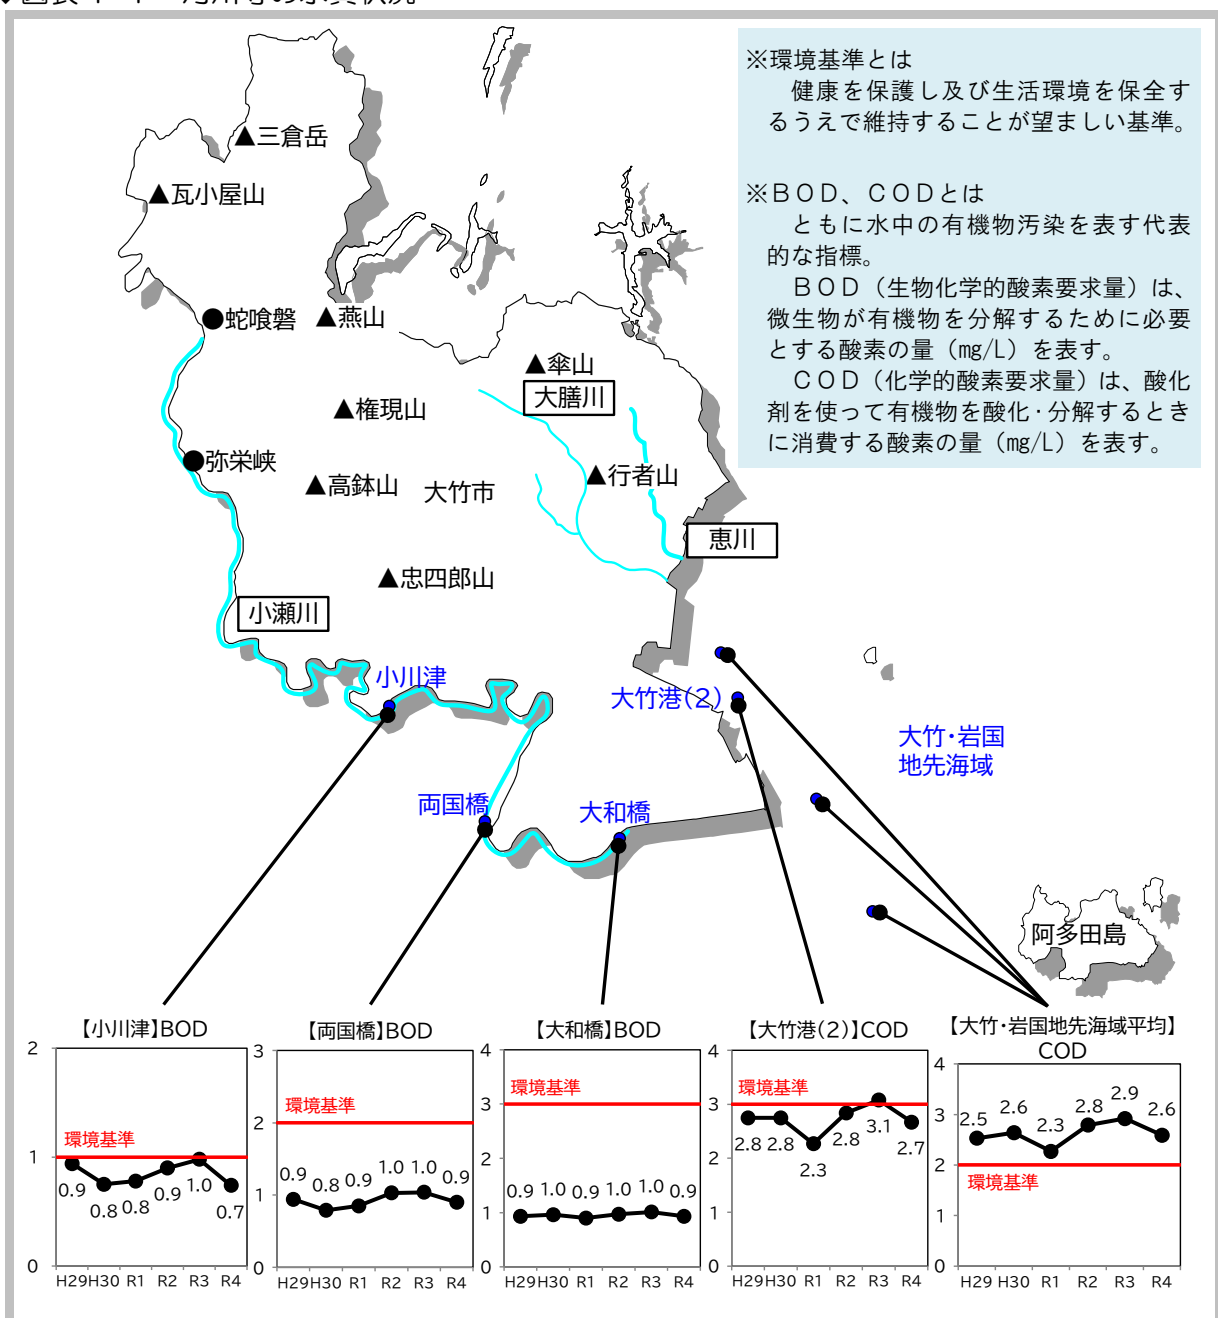 ※環境基準とは
健康を保護し及び生活環境を保全す
るうえで維持することが望ましい基準。
※BOD、CODとは
ともに水中の有機物汚染を表す代表
的な指標。
BOD（生物化学的酸素要求量）は、
微生物が有機物を分解するために必要
とする酸素の量（㎎/L）を表す。
COD（化学的酸素要求量）は、酸化
剤を使って有機物を酸化・分解するとき
に消費する酸素の量（㎎/L）を表す。
▲三倉岳
▲瓦小屋山
●蛇喰磐
▲燕山
▲傘山
大膳川
▲権現山
●弥栄峡
▲高鉢山
大竹市
▲行者山
恵川
▲忠四郎山
小瀬川
小川津
大竹港(2)
大竹・岩国
地先海域
両国橋
大和橋
阿多田島
【小川津】BOD
2
1
0
環境基準
0.9
0.8
0.8
0.9
1.0
0.7
H29 H30 R1 R2 R3 R4
【両国橋】BOD
3
2
1
0
環境基準
0.9
0.8
0.9
1.0
1.0
0.9
H29 H30 R1 R2 R3 R4
【大和橋】BOD
4
3
2
1
0
環境基準
0.9
1.0
0.9
1.0
1.0
0.9
H29 H30 R1 R2 R3 R4
【大竹港(2)】COD
4
3
2
1
0
環境基準
2.8
2.8
2.3
2.8
3.1
2.7
H29 H30 R1 R2 R3 R4
【大竹・岩国地先海域平均】
COD
4
3
2
1
0
2.5
2.6
2.3
2.8
2.9
2.6
環境基準
H29 H30 R1 R2 R3 R4